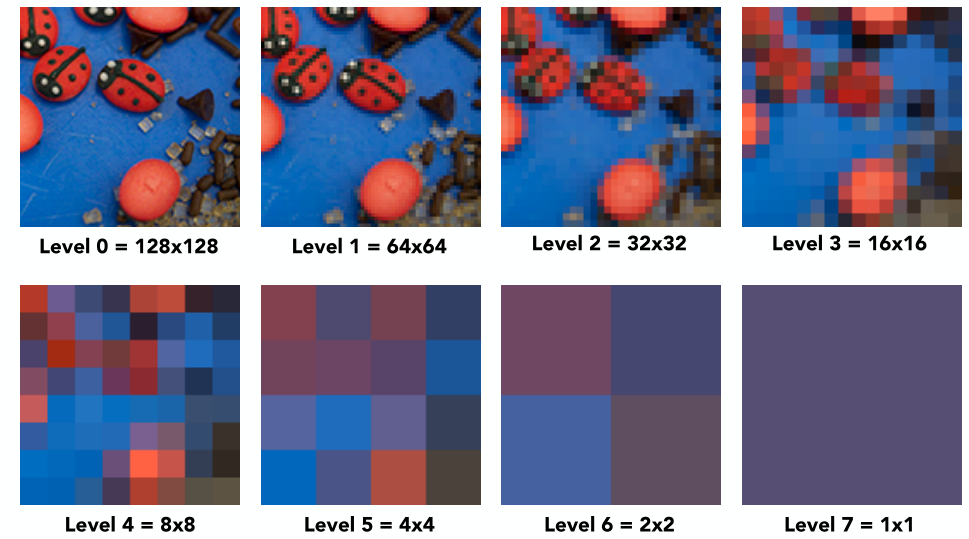 Level 0 = 128x128
Level 1 = 64x64
Level 2 = 32x32
Level 3 = 16x16
Level 4 = 8x8
Level 5 = 4x4
Level 6 = 2x2
Level 7 = 1x1